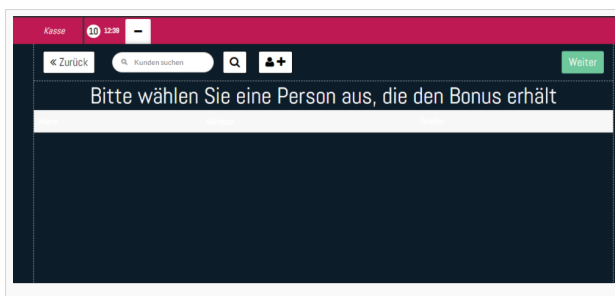 Kasse 10 12:39
« Zurück Kunden suchen Weiter
Bitte wählen Sie eine Person aus, die den Bonus erhält